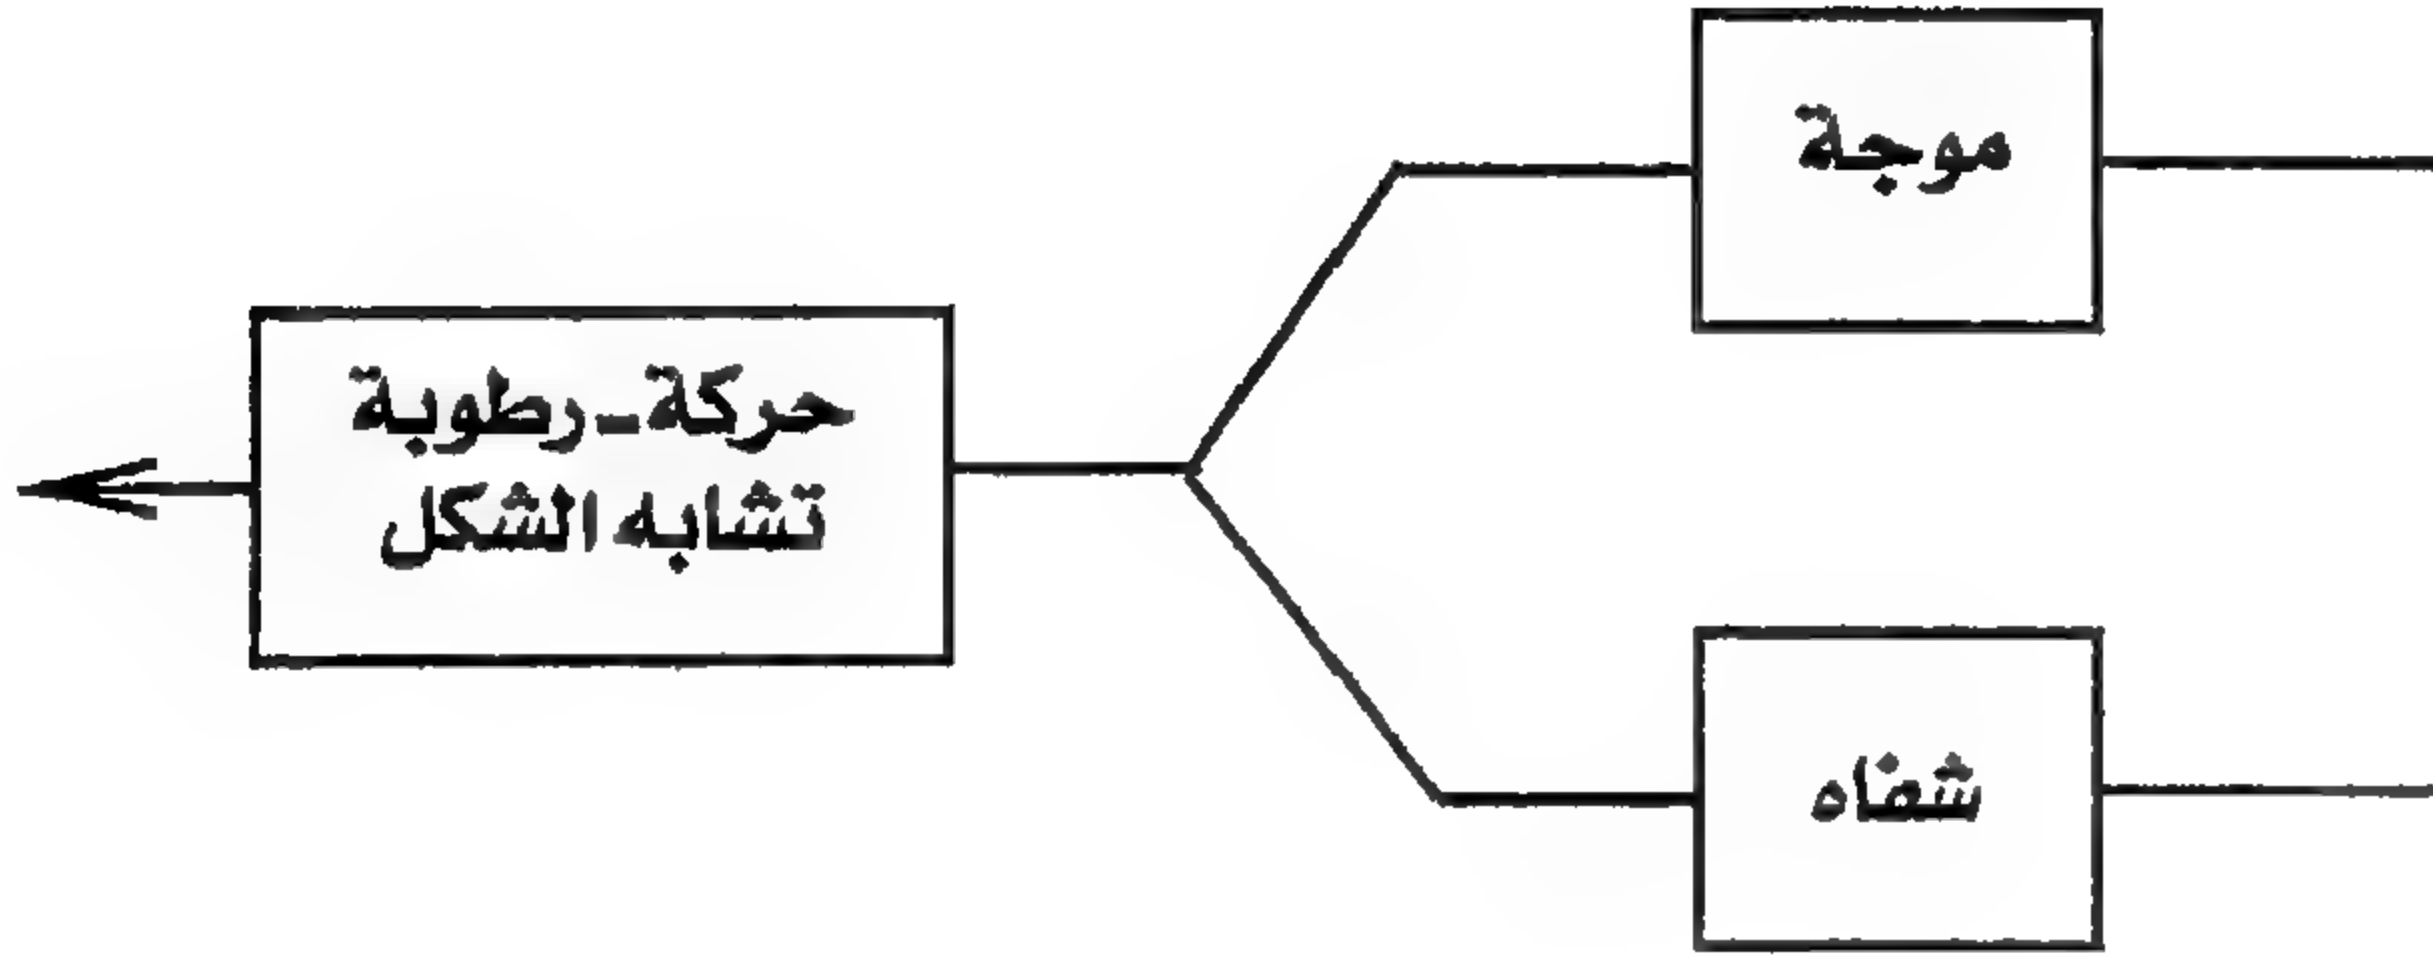 موجة
حركة-رطوبة
تشابه الشكل
شفاه